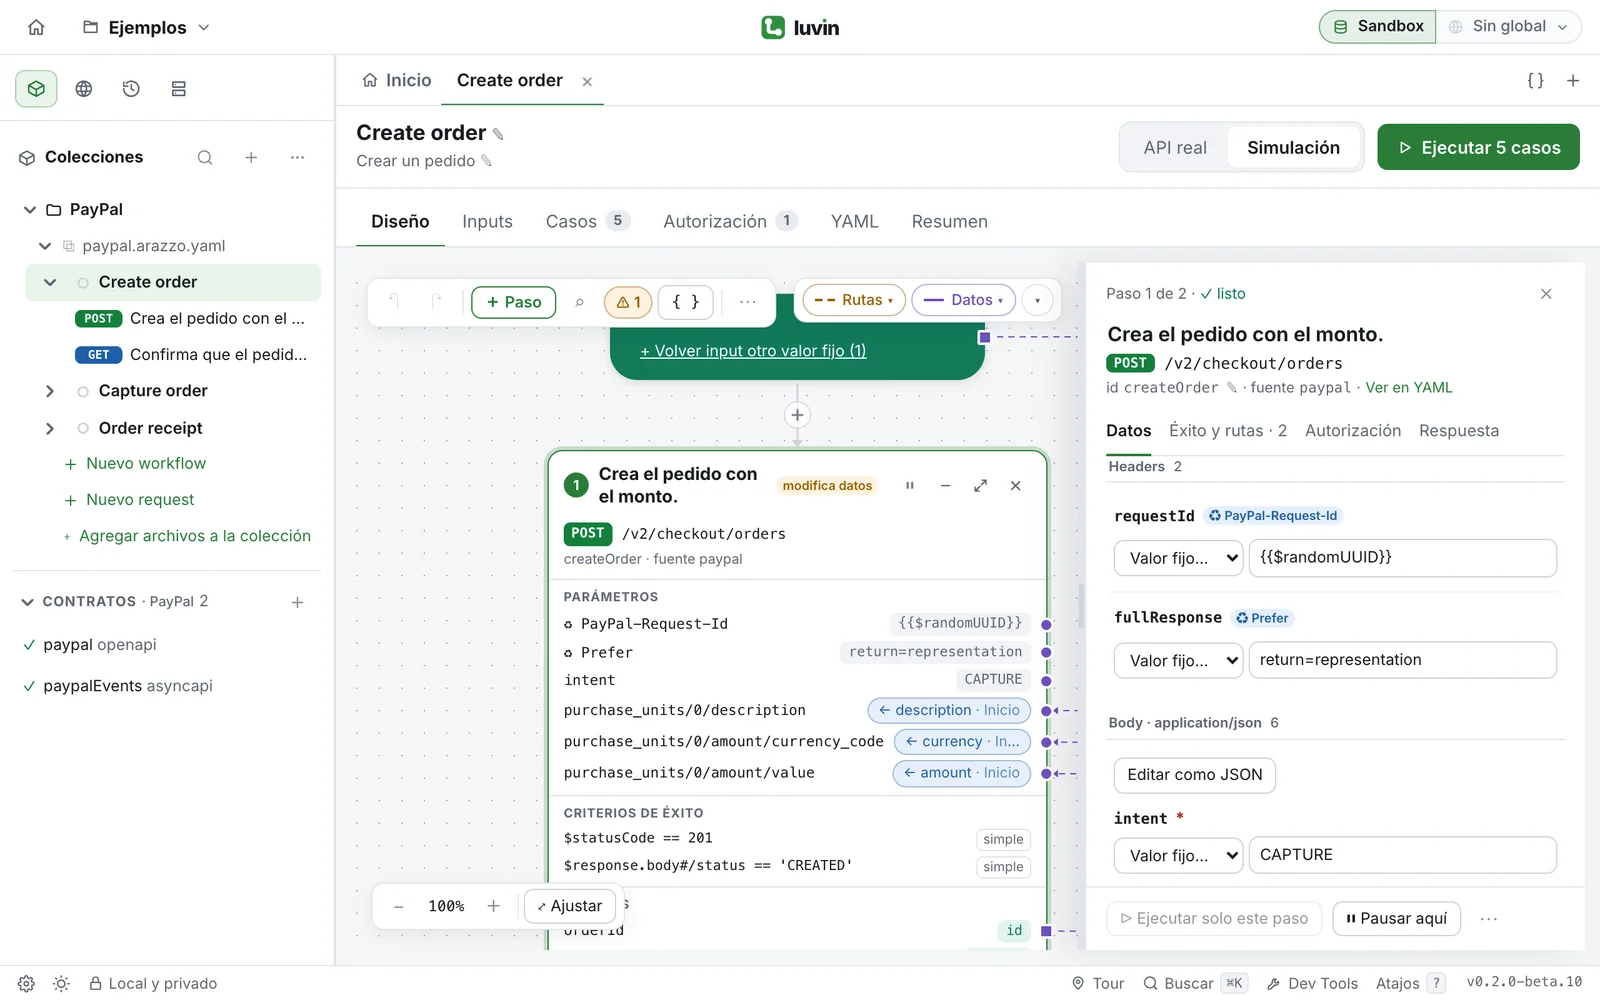 Ejemplos
luvin
Sandbox
Sin global
Inicio
Create order
{ }
Colecciones
Create order
Crear un pedido
API real
Simulación
Ejecutar 5 casos
PayPal
paypal.arazzo.yaml
Create order
POST Crea el pedido con el ...
GET Confirma que el pedid...
Capture order
Order receipt
+ Nuevo workflow
+ Nuevo request
+ Agregar archivos a la colección
CONTRATOS · PayPal 2
paypal openapi
paypalEvents asyncapi
Diseño
Inputs
Casos 5
Autorización 1
YAML
Resumen
+ Paso
1
{ }
Rutas
Datos
+ Volver input otro valor fijo (1)
1 Crea el pedido con
el monto.
modifica datos
POST /v2/checkout/orders
createOrder · fuente paypal
PARÁMETROS
PayPal-Request-Id {{$randomUUID}}
Prefer return=representation
intent CAPTURE
purchase_units/0/description ← description · Inicio
purchase_units/0/amount/currency_code ← currency · In...
purchase_units/0/amount/value ← amount · Inicio
CRITERIOS DE ÉXITO
$statusCode == 201 simple
$response.body#/status == 'CREATED' simple
S
orderId id
− 100% +
Ajustar
Paso 1 de 2 · ✓ listo
Crea el pedido con el monto.
POST /v2/checkout/orders
id createOrder · fuente paypal · Ver en YAML
Datos
Éxito y rutas · 2
Autorización
Respuesta
Headers 2
requestId PayPal-Request-Id
Valor fijo... {{$randomUUID}}
fullResponse Prefer
Valor fijo... return=representation
Body · application/json 6
Editar como JSON
intent *
Valor fijo... CAPTURE
Ejecutar solo este paso
Pausar aquí
Local y privado
Tour
Buscar ⌘K
Dev Tools
Atajos ?
v0.2.0-beta.10